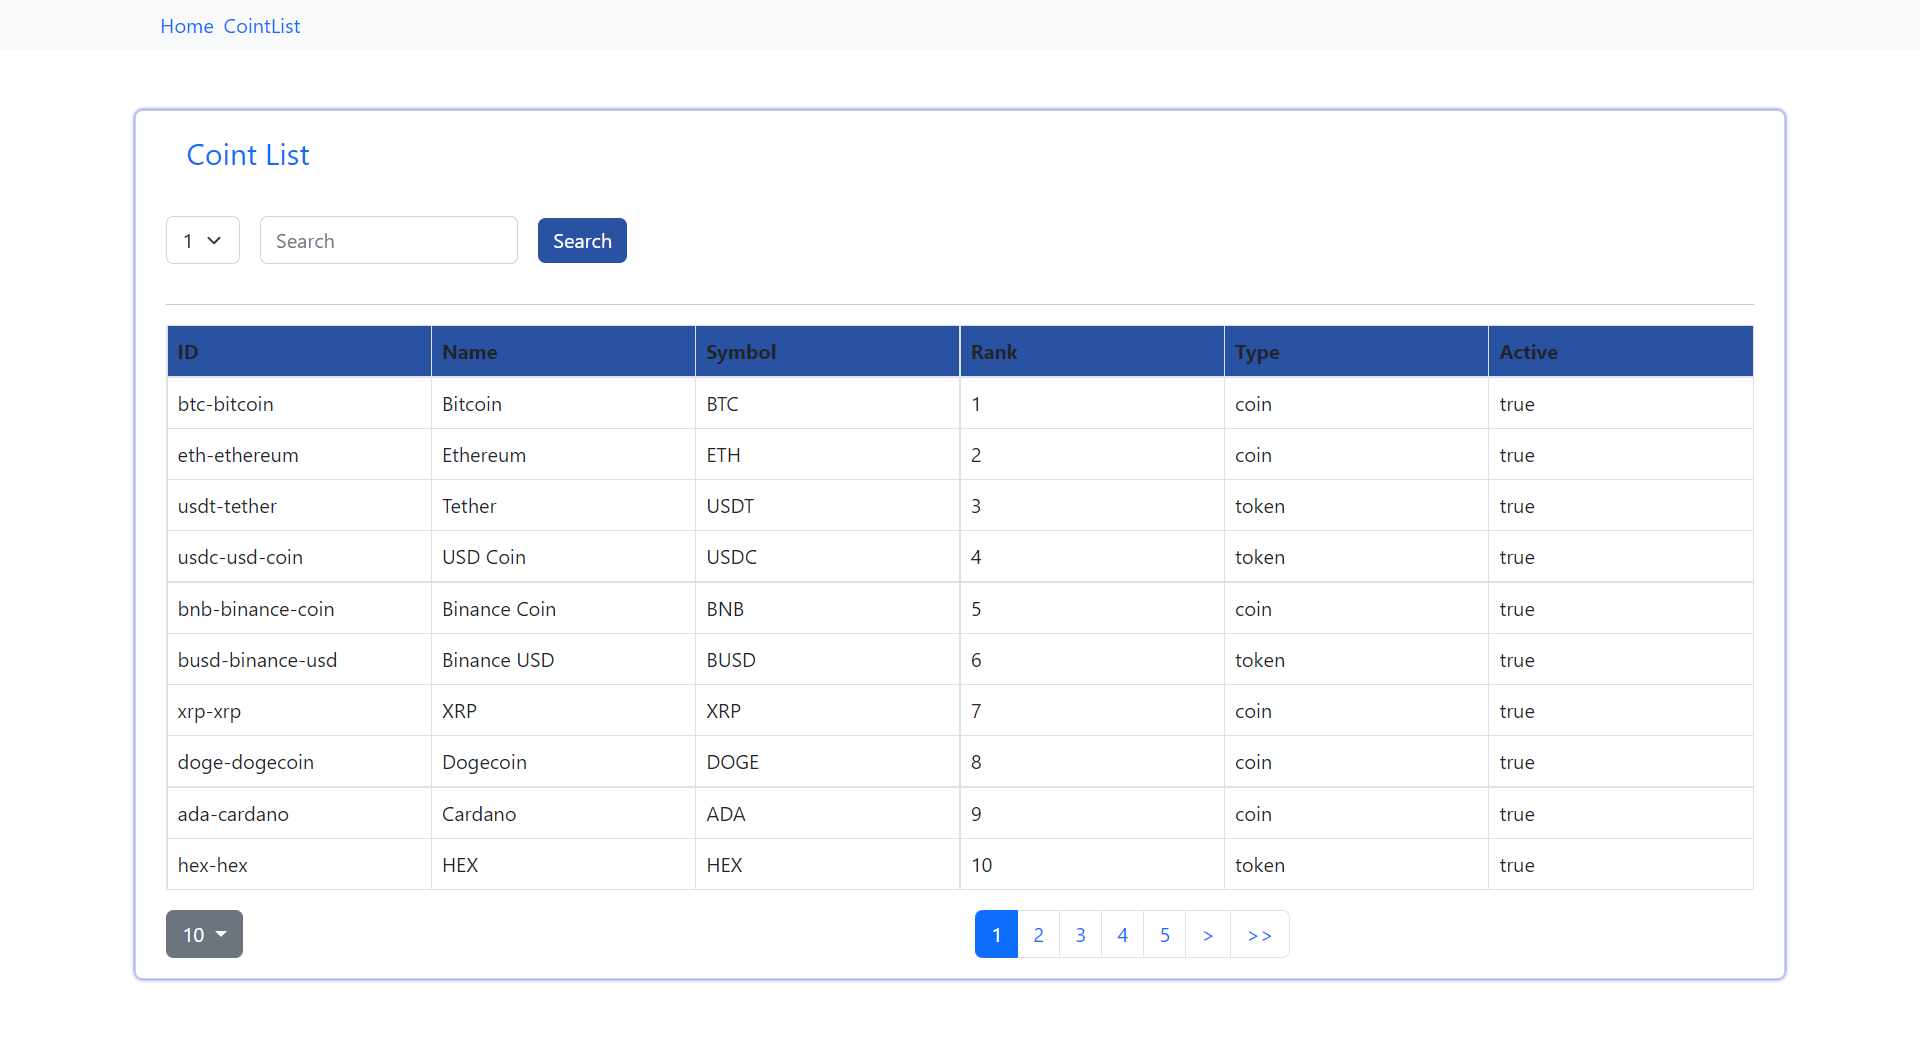 Home CointList
Coint List
1 Search Search
ID Name Symbol Rank Type Active
btc-bitcoin Bitcoin BTC 1 coin true
eth-ethereum Ethereum ETH 2 coin true
usdt-tether Tether USDT 3 token true
usdc-usd-coin USD Coin USDC 4 token true
bnb-binance-coin Binance Coin BNB 5 coin true
busd-binance-usd Binance USD BUSD 6 token true
xrp-xrp XRP XRP 7 coin true
doge-dogecoin Dogecoin DOGE 8 coin true
ada-cardano Cardano ADA 9 coin true
hex-hex HEX HEX 10 token true
10 1 2 3 4 5 > >>